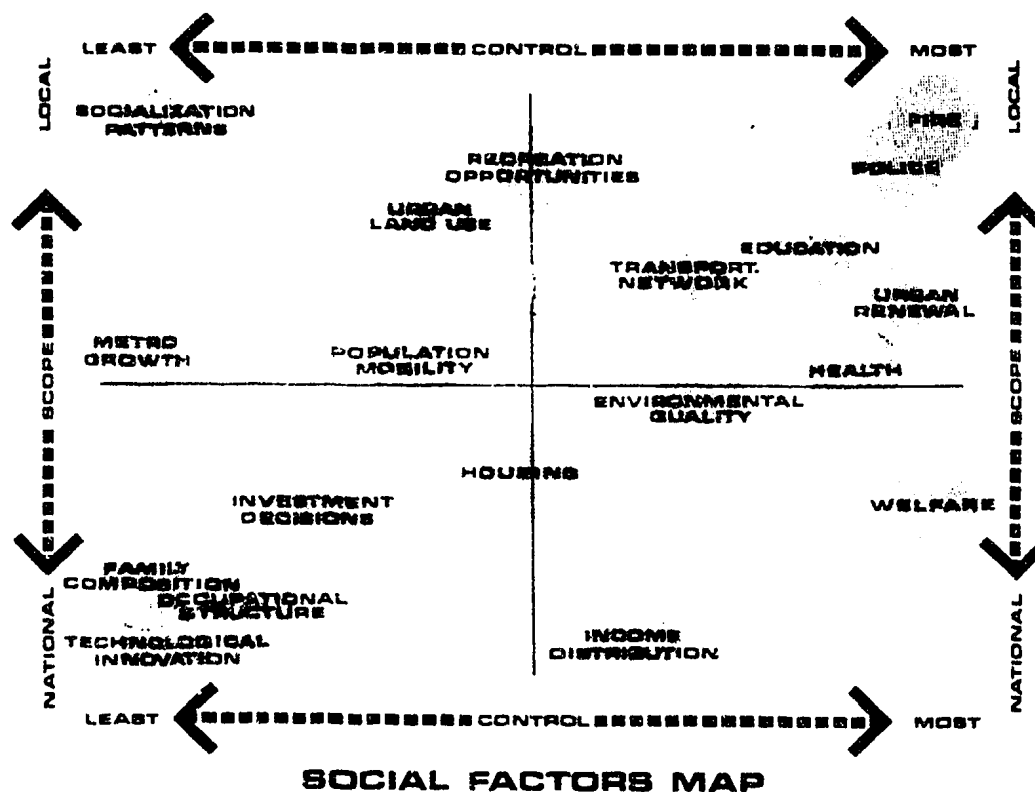 LEAST CONTROL MOST
LOCAL
LOCAL
SOCIALIZATION
PATTERNS
FIRE
POLICE
RECREATION
OPPORTUNITIES
URBAN
LAND USE
EDUCATION
TRANSPORT.
NETWORK
URBAN
RENEWAL
METRO
GROWTH
POPULATION
MOBILITY
HEALTH
SCOPE
SCOPE
ENVIRONMENTAL
QUALITY
HOUSING
INVESTMENT
DECISIONS
WELFARE
FAMILY
COMPOSITION
OCCUPATIONAL
STRUCTURE
TECHNOLOGICAL
INNOVATION
INCOME
DISTRIBUTION
NATIONAL
NATIONAL
LEAST CONTROL MOST
SOCIAL FACTORS MAP